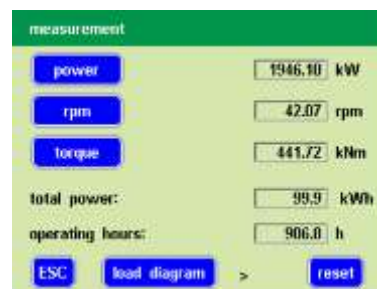 measurement
power 1946.10 kW
rpm 42.07 rpm
torque 441.72 kNm
total power: 99.9 kWh
operating hours: 906.0 h
ESC load diagram > reset